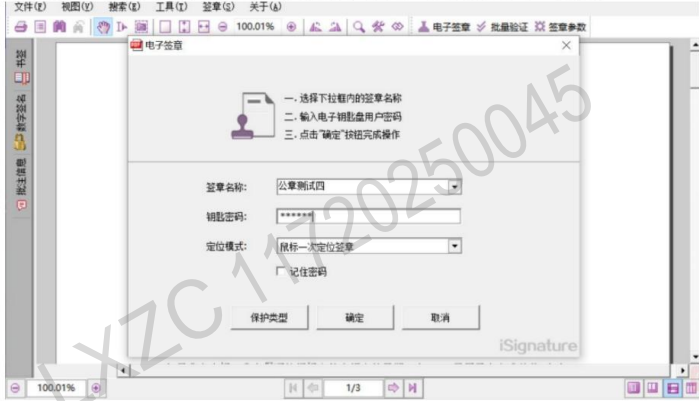 文件(F) 视图(V) 搜索(E) 工具(T) 签章(S) 关于(A)
100.01% 电子签章 批量验证 签章参数
电子签章
书签
数字签名
批注信息
一. 选择下拉框内的签章名称
二. 输入电子钥匙盘用户密码
三. 点击"确定"按钮完成操作
签章名称: 公章测试四
钥匙密码: ******
定位模式: 鼠标一次定位签章
记住密码
保护类型 确定 取消
iSignature
100.01% 1/3
LXZC 11720250045